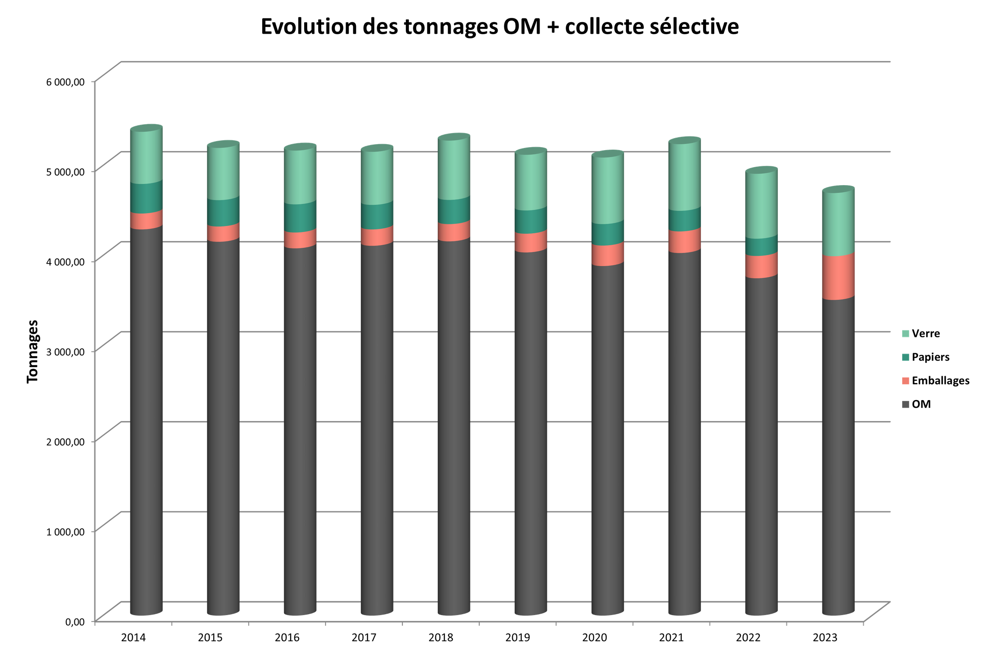 Evolution des tonnages OM + collecte sélective
6 000,00
5 000,00
4 000,00
3 000,00
2 000,00
1 000,00
0,00
Tonnages
2014 2015 2016 2017 2018 2019 2020 2021 2022 2023
Verre
Papiers
Emballages
OM